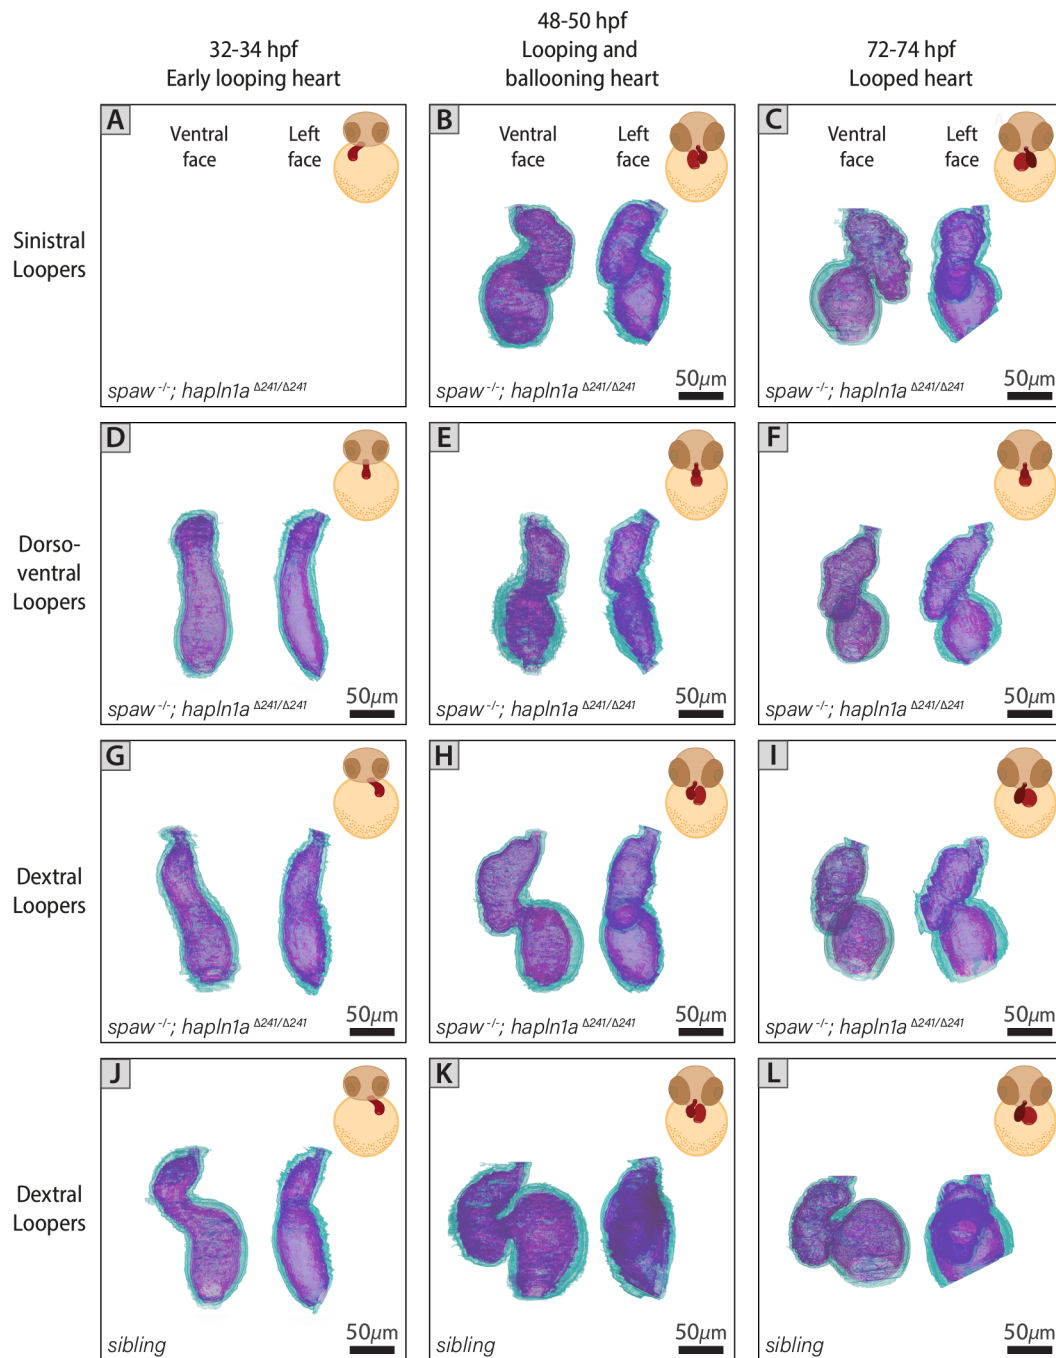 32-34 hpf
Early looping heart
48-50 hpf
Looping and
ballooning heart
72-74 hpf
Looped heart
Sinistral
Loopers
A
Ventral
face
Left
face
spaw -/-; hapln1a Δ241/Δ241
B
Ventral
face
Left
face
50µm
spaw -/-; hapln1a Δ241/Δ241
C
Ventral
face
Left
face
50µm
spaw -/-; hapln1a Δ241/Δ241
Dorso-
ventral
Loopers
D
50µm
spaw -/-; hapln1a Δ241/Δ241
E
50µm
spaw -/-; hapln1a Δ241/Δ241
F
50µm
spaw -/-; hapln1a Δ241/Δ241
Dextral
Loopers
G
50µm
spaw -/-; hapln1a Δ241/Δ241
H
50µm
spaw -/-; hapln1a Δ241/Δ241
I
50µm
spaw -/-; hapln1a Δ241/Δ241
Dextral
Loopers
J
50µm
sibling
K
50µm
sibling
L
50µm
sibling